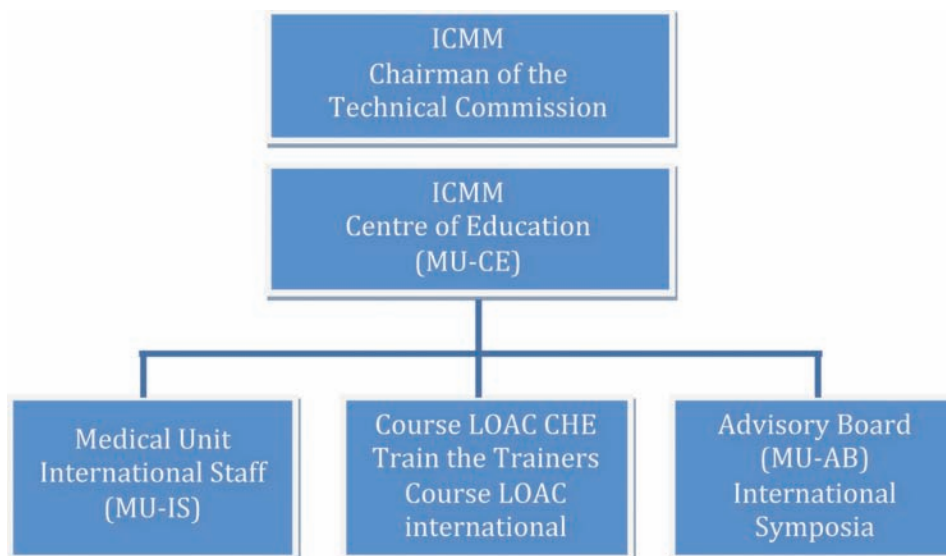 ICMM
Chairman of the
Technical Commission
ICMM
Centre of Education
(MU-CE)
Medical Unit
International Staff
(MU-IS)
Course LOAC CHE
Train the Trainers
Course LOAC
international
Advisory Board
(MU-AB)
International
Symposia